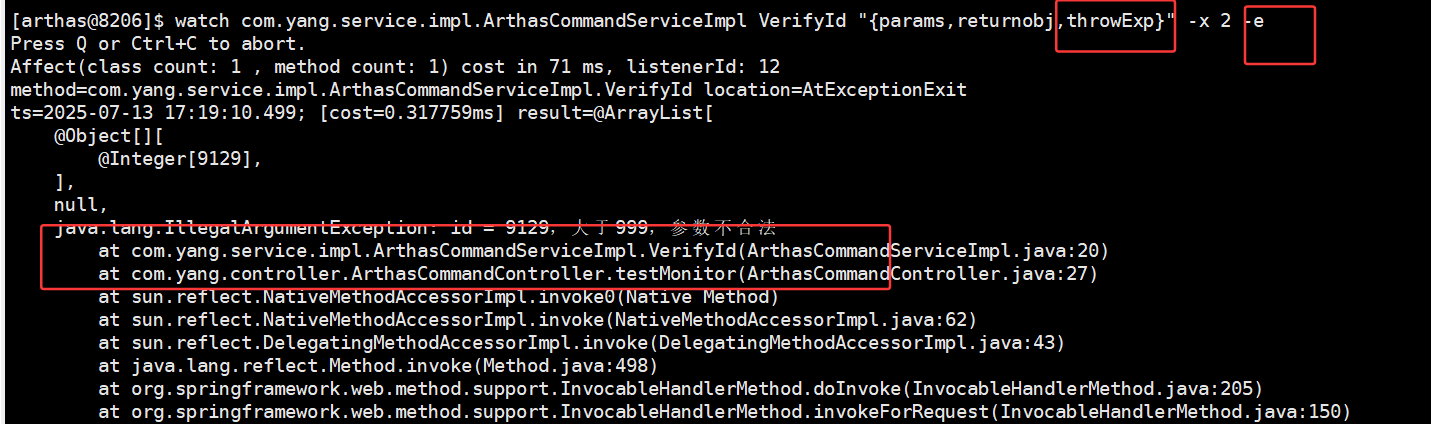 [arthas@8206]$ watch com.yang.service.impl.ArthasCommandServiceImpl VerifyId "{params,returnobj,throwExp}" -x 2 -e
Press Q or Ctrl+C to abort.
Affect(class count: 1 , method count: 1) cost in 71 ms, listenerId: 12
method=com.yang.service.impl.ArthasCommandServiceImpl.VerifyId location=AtExceptionExit
ts=2025-07-13 17:19:10.499; [cost=0.317759ms] result=@ArrayList[
    @Object[][
        @Integer[9129],
    ],
    null,
    java.lang.IllegalArgumentException: id = 9129, 大于999, 参数不合法
        at com.yang.service.impl.ArthasCommandServiceImpl.VerifyId(ArthasCommandServiceImpl.java:20)
        at com.yang.controller.ArthasCommandController.testMonitor(ArthasCommandController.java:27)
        at sun.reflect.NativeMethodAccessorImpl.invoke0(Native Method)
        at sun.reflect.NativeMethodAccessorImpl.invoke(NativeMethodAccessorImpl.java:62)
        at sun.reflect.DelegatingMethodAccessorImpl.invoke(DelegatingMethodAccessorImpl.java:43)
        at java.lang.reflect.Method.invoke(Method.java:498)
        at org.springframework.web.method.support.InvocableHandlerMethod.doInvoke(InvocableHandlerMethod.java:205)
        at org.springframework.web.method.support.InvocableHandlerMethod.invokeForRequest(InvocableHandlerMethod.java:150)